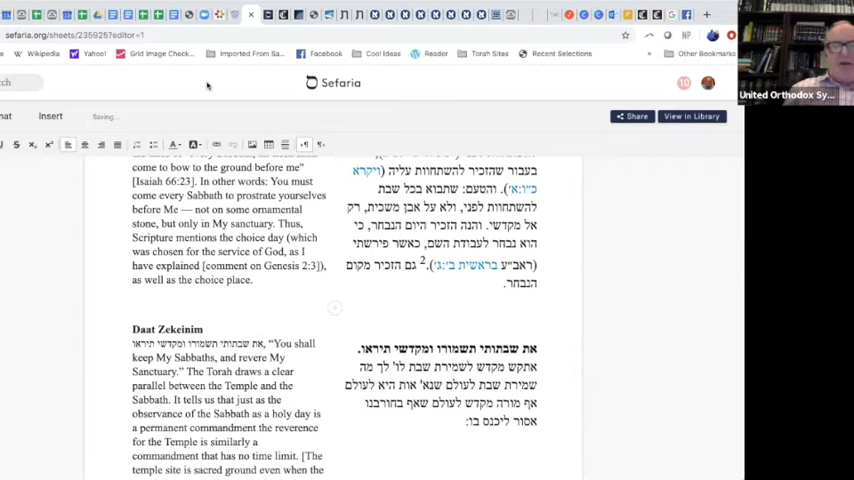 sefaria.org/sheets/235925?editor=1
Wikipedia Yahoo! Grid Image Check... Imported From Sa... Facebook Cool Ideas Reader Torah Sites Recent Selections » Other Bookmarks
Sefaria
10
Insert Saving... Share View in Library
United Orthodox Sy...
come to bow to the ground before me"
[Isaiah 66:23]. In other words: You must
come every Sabbath to prostrate yourselves
before Me — not on some ornamental
stone, but only in My sanctuary. Thus,
Scripture mentions the choice day (which
was chosen for the service of God, as I
have explained [comment on Genesis 2:3]),
as well as the choice place.
בעבור שהזכיר להשתחוות עליה (ויקרא
כ״ו:א׳). והטעם: שתבוא בכל שבת
להשתחוות לפני, ולא על אבן משכית, רק
אל מקדשי. והנה הזכיר היום הנבחר, כי
הוא נבחר לעבודת השם, כאשר פירשתי
(ראב״ע בראשית ב׳:ג׳).2 גם הזכיר מקום
הנבחר.
Daat Zekeinim
את שבתותי תשמורו ומקדשי תיראו, "You shall
keep My Sabbaths, and revere My
Sanctuary." The Torah draws a clear
parallel between the Temple and the
Sabbath. It tells us that just as the
observance of the Sabbath as a holy day is
a permanent commandment the reverence
for the Temple is similarly a
commandment that has no time limit. [The
temple site is sacred ground even when the
את שבתותי תשמורו ומקדשי תיראו.
אתקש מקדש לשמירת שבת לו' לך מה
שמירת שבת לעולם שנא' אות היא לעולם
אף מורה מקדש לעולם שאף בחורבנו
אסור ליכנס בו: